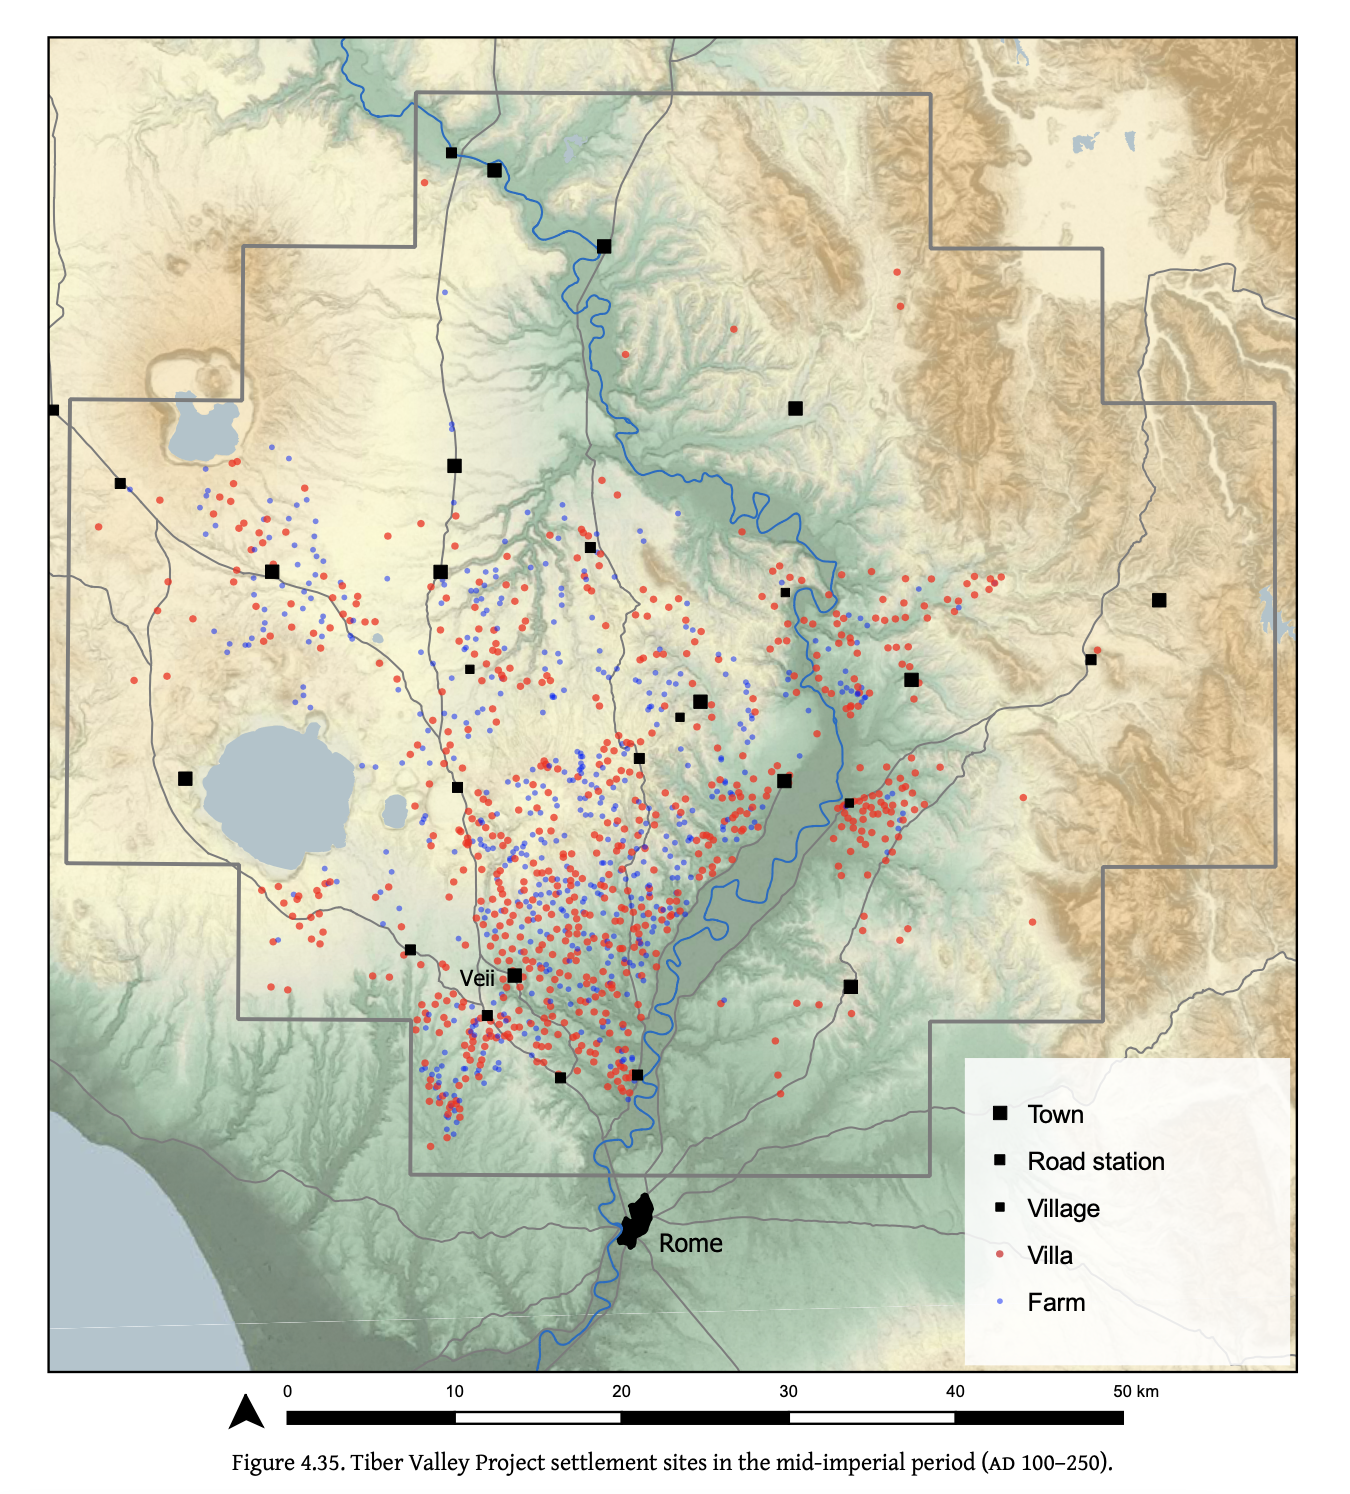 Veii
Rome
Town
Road station
Village
Villa
Farm
0 10 20 30 40 50 km
Figure 4.35. Tiber Valley Project settlement sites in the mid-imperial period (AD 100–250).